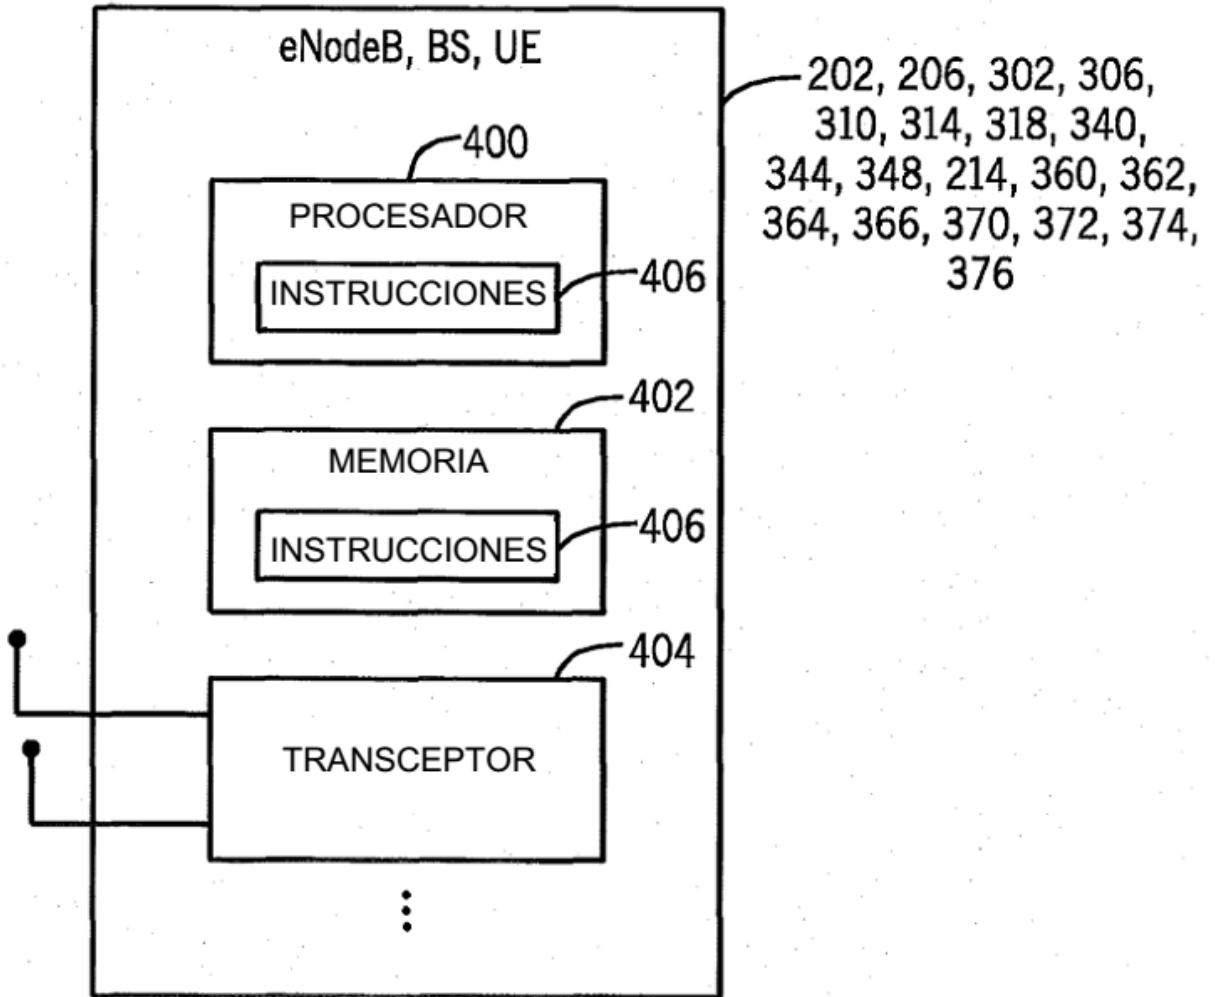 eNodeB, BS, UE
202, 206, 302, 306,
310, 314, 318, 340,
344, 348, 214, 360, 362,
364, 366, 370, 372, 374,
376
400
PROCESADOR
INSTRUCCIONES
406
402
MEMORIA
INSTRUCCIONES
406
404
TRANSCEPTOR